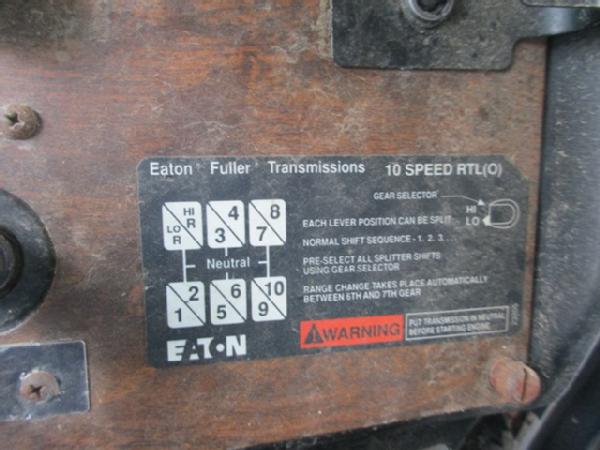 Eaton Fuller Transmissions 10 SPEED RTL(O)
GEAR SELECTOR
HI
LO
HI R
LO R
4
3
8
7
EACH LEVER POSITION CAN BE SPLIT
NORMAL SHIFT SEQUENCE - 1. 2. 3. ...
Neutral
PRE-SELECT ALL SPLITTER SHIFTS
USING GEAR SELECTOR
2
1
6
5
10
9
RANGE CHANGE TAKES PLACE AUTOMATICALLY
BETWEEN 6TH AND 7TH GEAR
WARNING
PUT TRANSMISSION IN NEUTRAL
BEFORE STARTING ENGINE
EATON